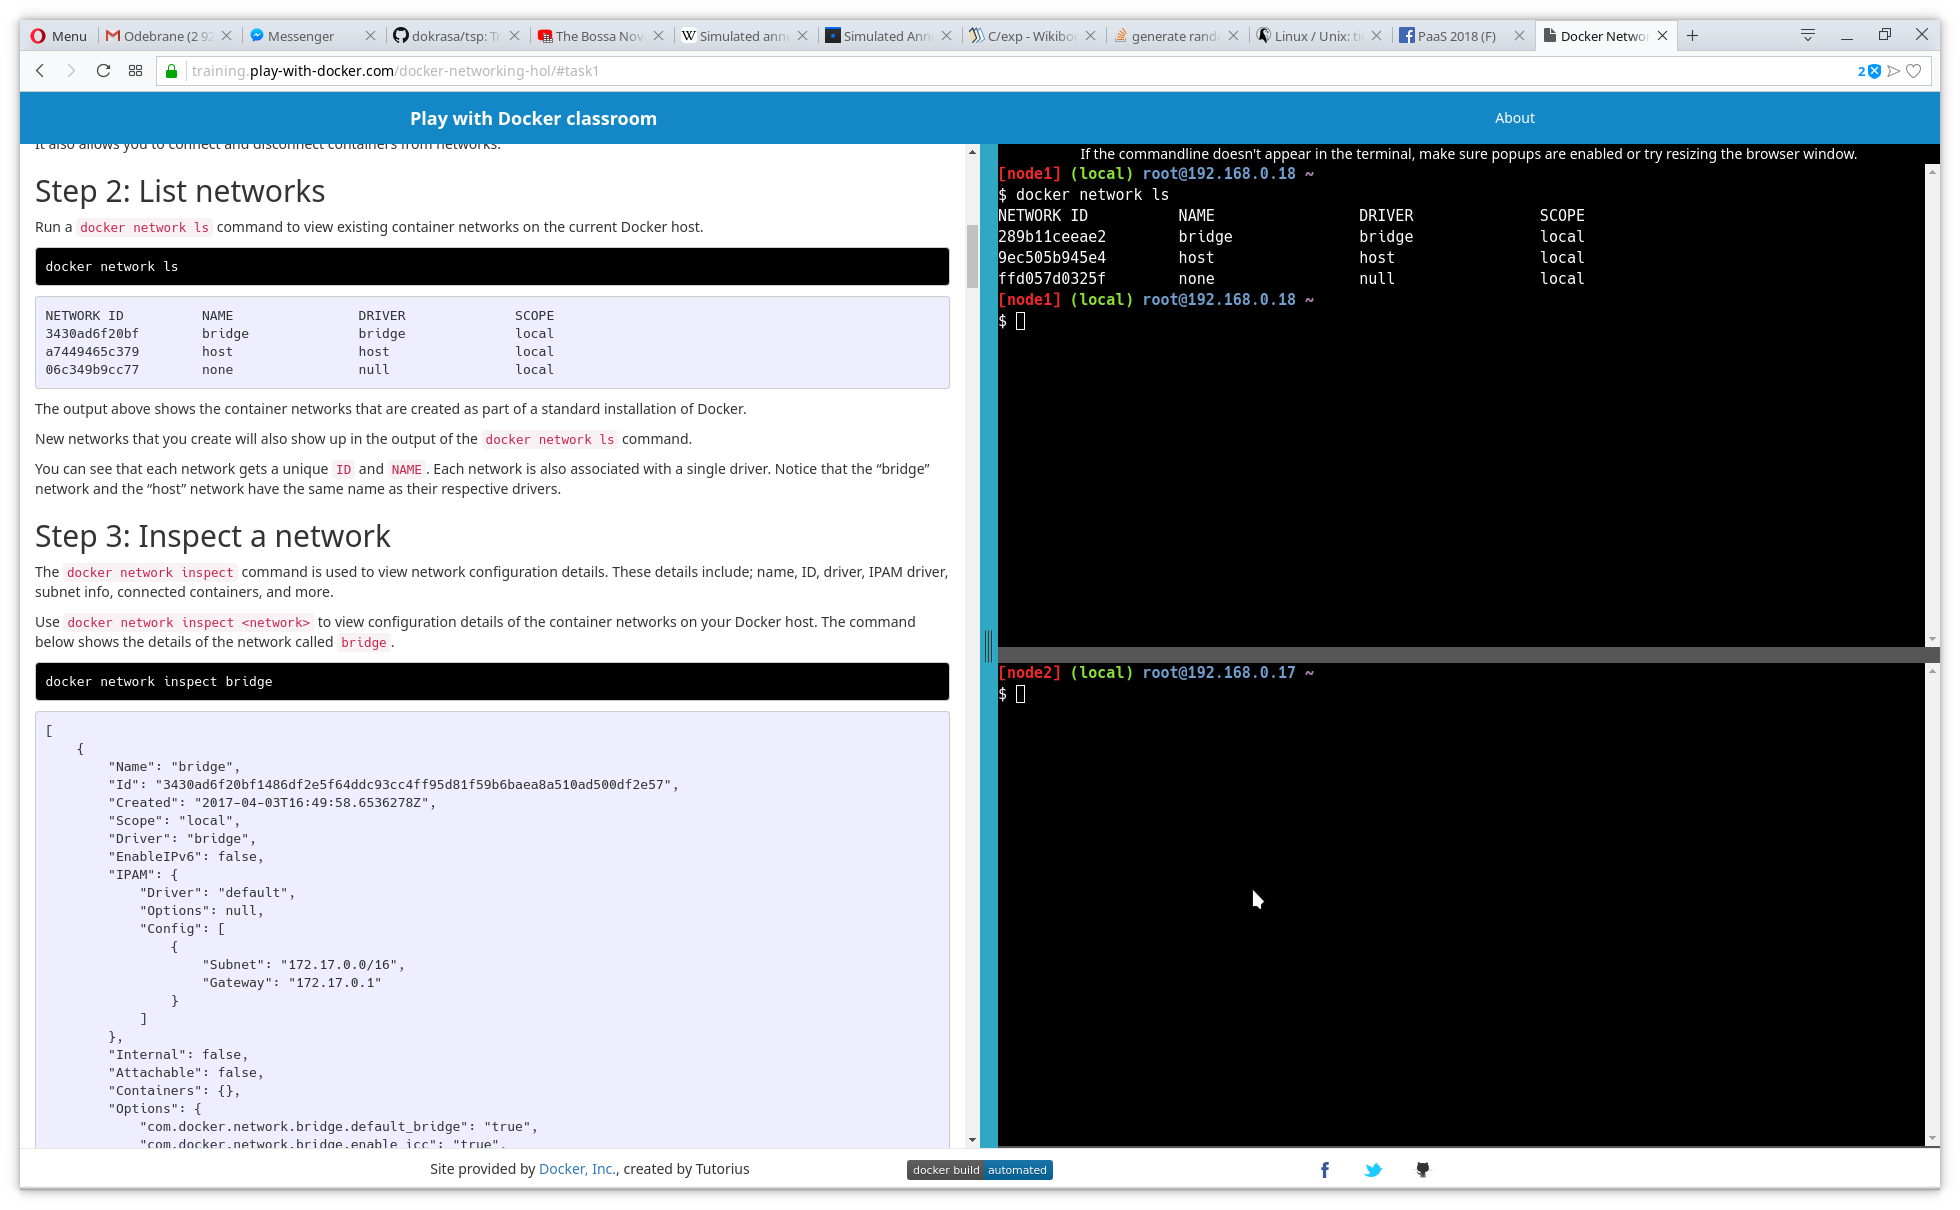 Menu
Odebrane (2 92
Messenger
dokrasa/tsp: Tr
The Bossa Nov
Simulated anne
Simulated Anne
C/exp - Wikiboo
generate rando
Linux / Unix: ti
PaaS 2018 (F)
Docker Networ
training.play-with-docker.com/docker-networking-hol/#task1
2
Play with Docker classroom
About
It also allows you to connect and disconnect containers from networks.
Step 2: List networks
Run a docker network ls command to view existing container networks on the current Docker host.
docker network ls
NETWORK ID NAME DRIVER SCOPE
3430ad6f20bf bridge bridge local
a7449465c379 host host local
06c349b9cc77 none null local
The output above shows the container networks that are created as part of a standard installation of Docker.
New networks that you create will also show up in the output of the docker network ls command.
You can see that each network gets a unique ID and NAME. Each network is also associated with a single driver. Notice that the “bridge”
network and the “host” network have the same name as their respective drivers.
Step 3: Inspect a network
The docker network inspect command is used to view network configuration details. These details include; name, ID, driver, IPAM driver,
subnet info, connected containers, and more.
Use docker network inspect <network> to view configuration details of the container networks on your Docker host. The command
below shows the details of the network called bridge.
docker network inspect bridge
[
{
"Name": "bridge",
"Id": "3430ad6f20bf1486df2e5f64ddc93cc4ff95d81f59b6baea8a510ad500df2e57",
"Created": "2017-04-03T16:49:58.6536278Z",
"Scope": "local",
"Driver": "bridge",
"EnableIPv6": false,
"IPAM": {
"Driver": "default",
"Options": null,
"Config": [
{
"Subnet": "172.17.0.0/16",
"Gateway": "172.17.0.1"
}
]
},
"Internal": false,
"Attachable": false,
"Containers": {},
"Options": {
"com.docker.network.bridge.default_bridge": "true",
"com.docker.network.bridge.enable_icc": "true",
If the commandline doesn't appear in the terminal, make sure popups are enabled or try resizing the browser window.
[node1] (local) root@192.168.0.18 ~
$ docker network ls
NETWORK ID NAME DRIVER SCOPE
289b11ceeae2 bridge bridge local
9ec505b945e4 host host local
ffd057d0325f none null local
[node1] (local) root@192.168.0.18 ~
$
[node2] (local) root@192.168.0.17 ~
$
Site provided by Docker, Inc., created by Tutorius
docker build automated